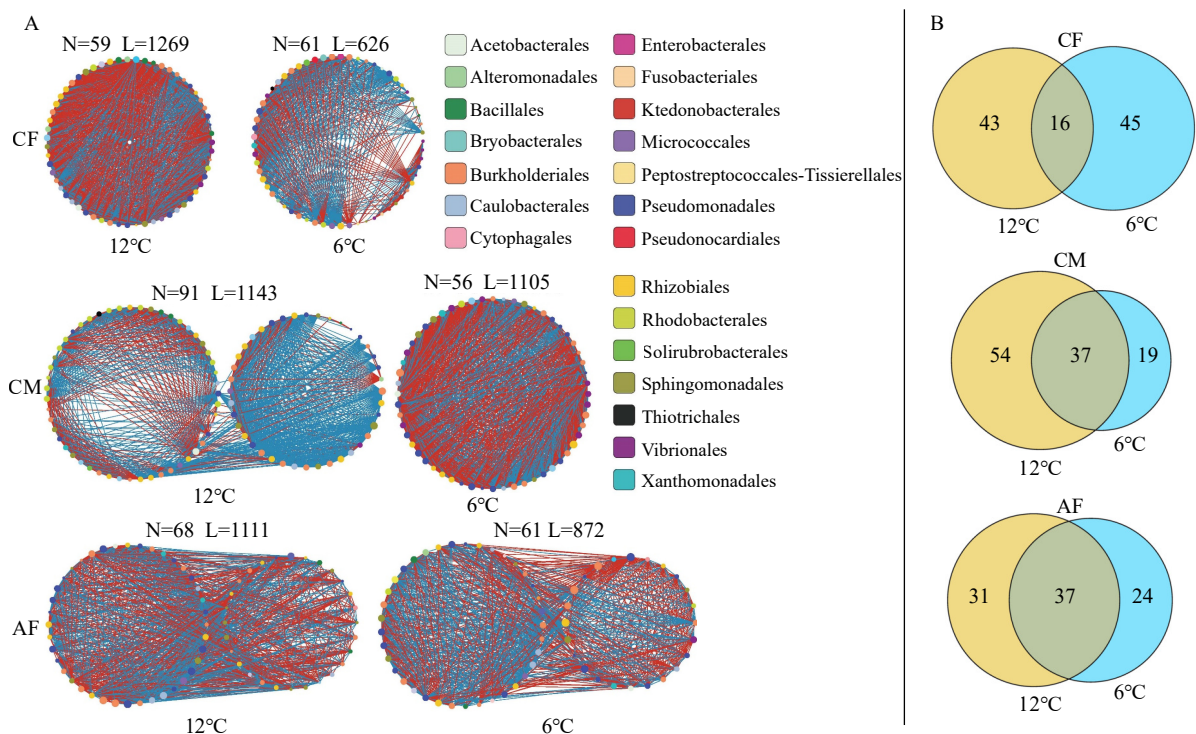 A
N=59 L=1269
N=61 L=626
CF
12℃
6℃
Acetobacterales
Alteromonadales
Bacillales
Bryobacterales
Burkholderiales
Caulobacterales
Cytophagales
Enterobacterales
Fusobacteriales
Ktedonobacterales
Micrococcales
Peptostreptococcales-Tissierellales
Pseudomonadales
Pseudonocardiales
Rhizobiales
Rhodobacterales
Solirubrobacterales
Sphingomonadales
Thiotrichales
Vibrionales
Xanthomonadales
N=91 L=1143
N=56 L=1105
CM
12℃
6℃
N=68 L=1111
N=61 L=872
AF
12℃
6℃
B
CF
43 16 45
12℃
6℃
CM
54 37 19
12℃
6℃
AF
31 37 24
12℃
6℃